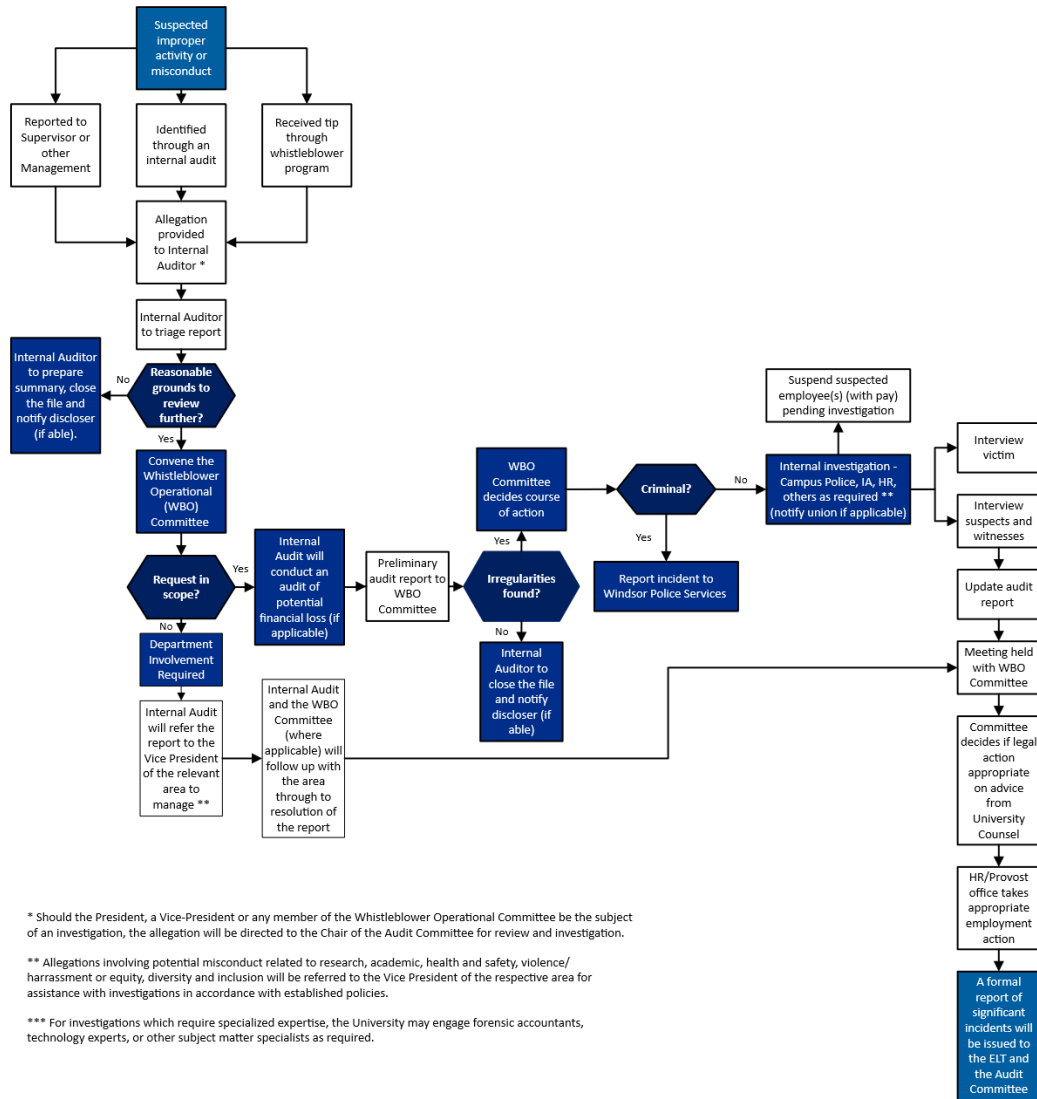 Suspected
improper
activity or
misconduct
Reported to
Supervisor or
other
Management
Identified
through an
internal audit
Received tip
through
whistleblower
program
Allegation
provided
to Internal
Auditor *
Internal Auditor
to triage report
Internal Auditor
to prepare
summary, close
the file and
notify discloser
(if able).
No
Reasonable
grounds to
review
further?
Yes
Convene the
Whistleblower
Operational
(WBO)
Committee
Request in
scope?
Yes
No
Internal
Audit will
conduct an
audit of
potential
financial loss (if
applicable)
Preliminary
audit report to
WBO
Committee
Irregularities
found?
Yes
WBO
Committee
decides course
of action
No
Internal
Auditor to
close the file
and notify
discloser (if
able)
Criminal?
Yes
Report incident to
Windsor Police Services
No
Internal investigation -
Campus Police, IA, HR,
others as required **
(notify union if applicable)
Suspend suspected
employee(s) (with pay)
pending investigation
Interview
victim
Interview
suspects and
witnesses
Update audit
report
Meeting held
with WBO
Committee
Committee
decides if legal
action
appropriate
on advice
from
University
Counsel
HR/Provost
office takes
appropriate
employment
action
A formal
report of
significant
incidents will
be issued to
the ELT and
the Audit
Committee
Department
Involvement
Required
Internal Audit
will refer the
report to the
Vice President
of the relevant
area to
manage **
Internal Audit
and the WBO
Committee
(where
applicable) will
follow up with
the area
through to
resolution of
the report
* Should the President, a Vice-President or any member of the Whistleblower Operational Committee be the subject
of an investigation, the allegation will be directed to the Chair of the Audit Committee for review and investigation.
** Allegations involving potential misconduct related to research, academic, health and safety, violence/
harrassment or equity, diversity and inclusion will be referred to the Vice President of the respective area for
assistance with investigations in accordance with established policies.
*** For investigations which require specialized expertise, the University may engage forensic accountants,
technology experts, or other subject matter specialists as required.